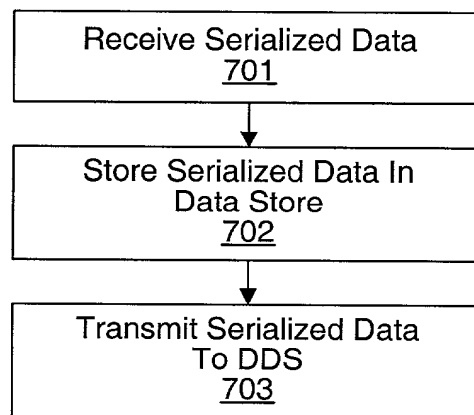 Receive Serialized Data
701
Store Serialized Data In
Data Store
702
Transmit Serialized Data
To DDS
703